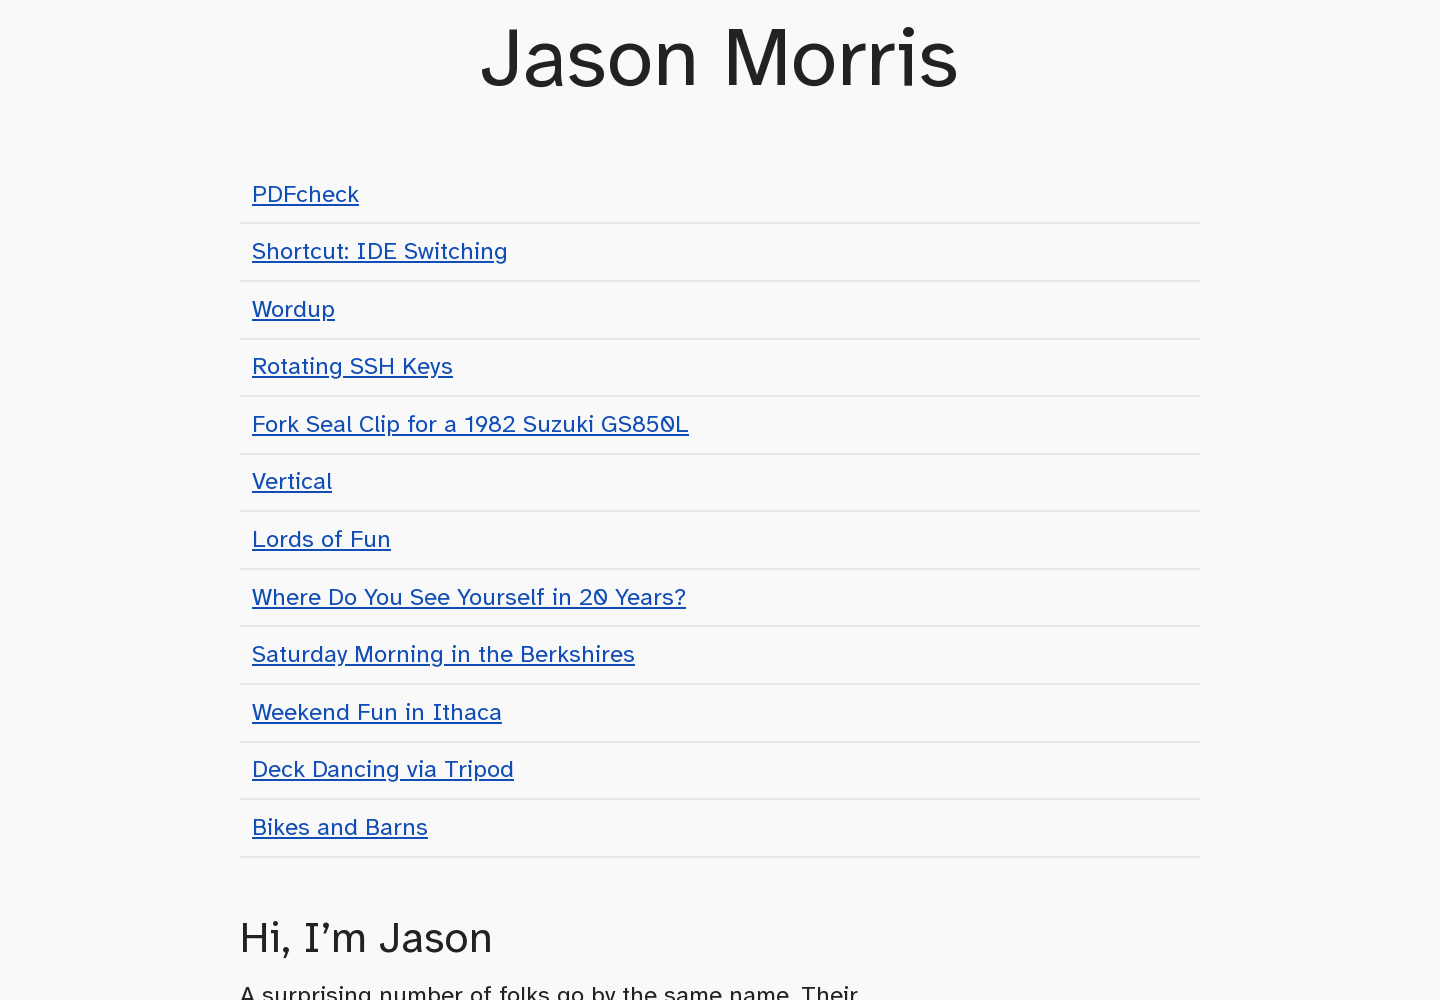 Jason Morris
PDFcheck
Shortcut: IDE Switching
Wordup
Rotating SSH Keys
Fork Seal Clip for a 1982 Suzuki GS850L
Vertical
Lords of Fun
Where Do You See Yourself in 20 Years?
Saturday Morning in the Berkshires
Weekend Fun in Ithaca
Deck Dancing via Tripod
Bikes and Barns
Hi, I’m Jason
A surprising number of folks go by the same name. Their